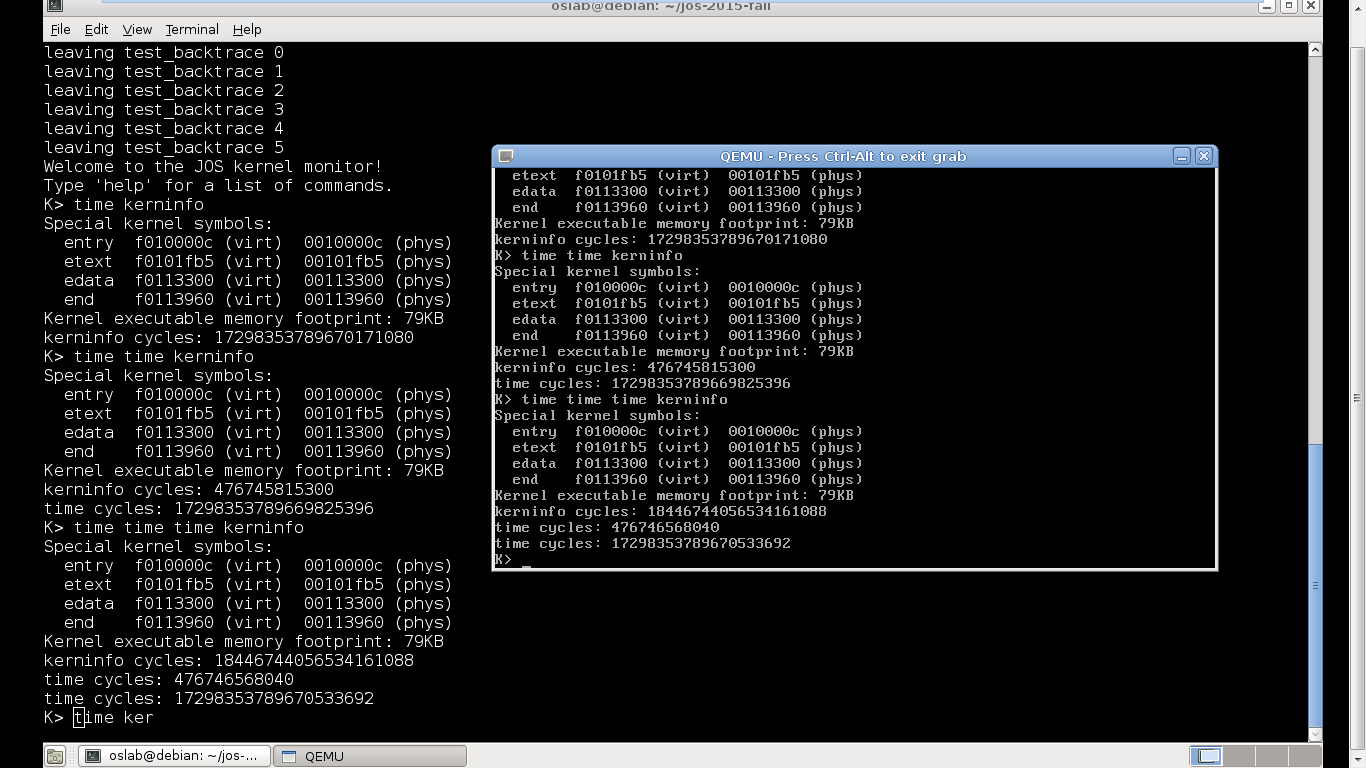 oslab@debian: ~/jos-2015-fall
File Edit View Terminal Help
leaving test_backtrace 0
leaving test_backtrace 1
leaving test_backtrace 2
leaving test_backtrace 3
leaving test_backtrace 4
leaving test_backtrace 5
Welcome to the JOS kernel monitor!
Type 'help' for a list of commands.
K> time kerninfo
Special kernel symbols:
  entry  f010000c (virt)  0010000c (phys)
  etext  f0101fb5 (virt)  00101fb5 (phys)
  edata  f0113300 (virt)  00113300 (phys)
  end    f0113960 (virt)  00113960 (phys)
Kernel executable memory footprint: 79KB
kerninfo cycles: 17298353789670171080
K> time time kerninfo
Special kernel symbols:
  entry  f010000c (virt)  0010000c (phys)
  etext  f0101fb5 (virt)  00101fb5 (phys)
  edata  f0113300 (virt)  00113300 (phys)
  end    f0113960 (virt)  00113960 (phys)
Kernel executable memory footprint: 79KB
kerninfo cycles: 476745815300
time cycles: 17298353789669825396
K> time time time kerninfo
Special kernel symbols:
  entry  f010000c (virt)  0010000c (phys)
  etext  f0101fb5 (virt)  00101fb5 (phys)
  edata  f0113300 (virt)  00113300 (phys)
  end    f0113960 (virt)  00113960 (phys)
Kernel executable memory footprint: 79KB
kerninfo cycles: 18446744056534161088
time cycles: 476746568040
time cycles: 17298353789670533692
K> time ker
QEMU - Press Ctrl-Alt to exit grab
  etext  f0101fb5 (virt)  00101fb5 (phys)
  edata  f0113300 (virt)  00113300 (phys)
  end    f0113960 (virt)  00113960 (phys)
Kernel executable memory footprint: 79KB
kerninfo cycles: 17298353789670171080
K> time time kerninfo
Special kernel symbols:
  entry  f010000c (virt)  0010000c (phys)
  etext  f0101fb5 (virt)  00101fb5 (phys)
  edata  f0113300 (virt)  00113300 (phys)
  end    f0113960 (virt)  00113960 (phys)
Kernel executable memory footprint: 79KB
kerninfo cycles: 476745815300
time cycles: 17298353789669825396
K> time time time kerninfo
Special kernel symbols:
  entry  f010000c (virt)  0010000c (phys)
  etext  f0101fb5 (virt)  00101fb5 (phys)
  edata  f0113300 (virt)  00113300 (phys)
  end    f0113960 (virt)  00113960 (phys)
Kernel executable memory footprint: 79KB
kerninfo cycles: 18446744056534161088
time cycles: 476746568040
time cycles: 17298353789670533692
K> _
oslab@debian: ~/jos-...
QEMU